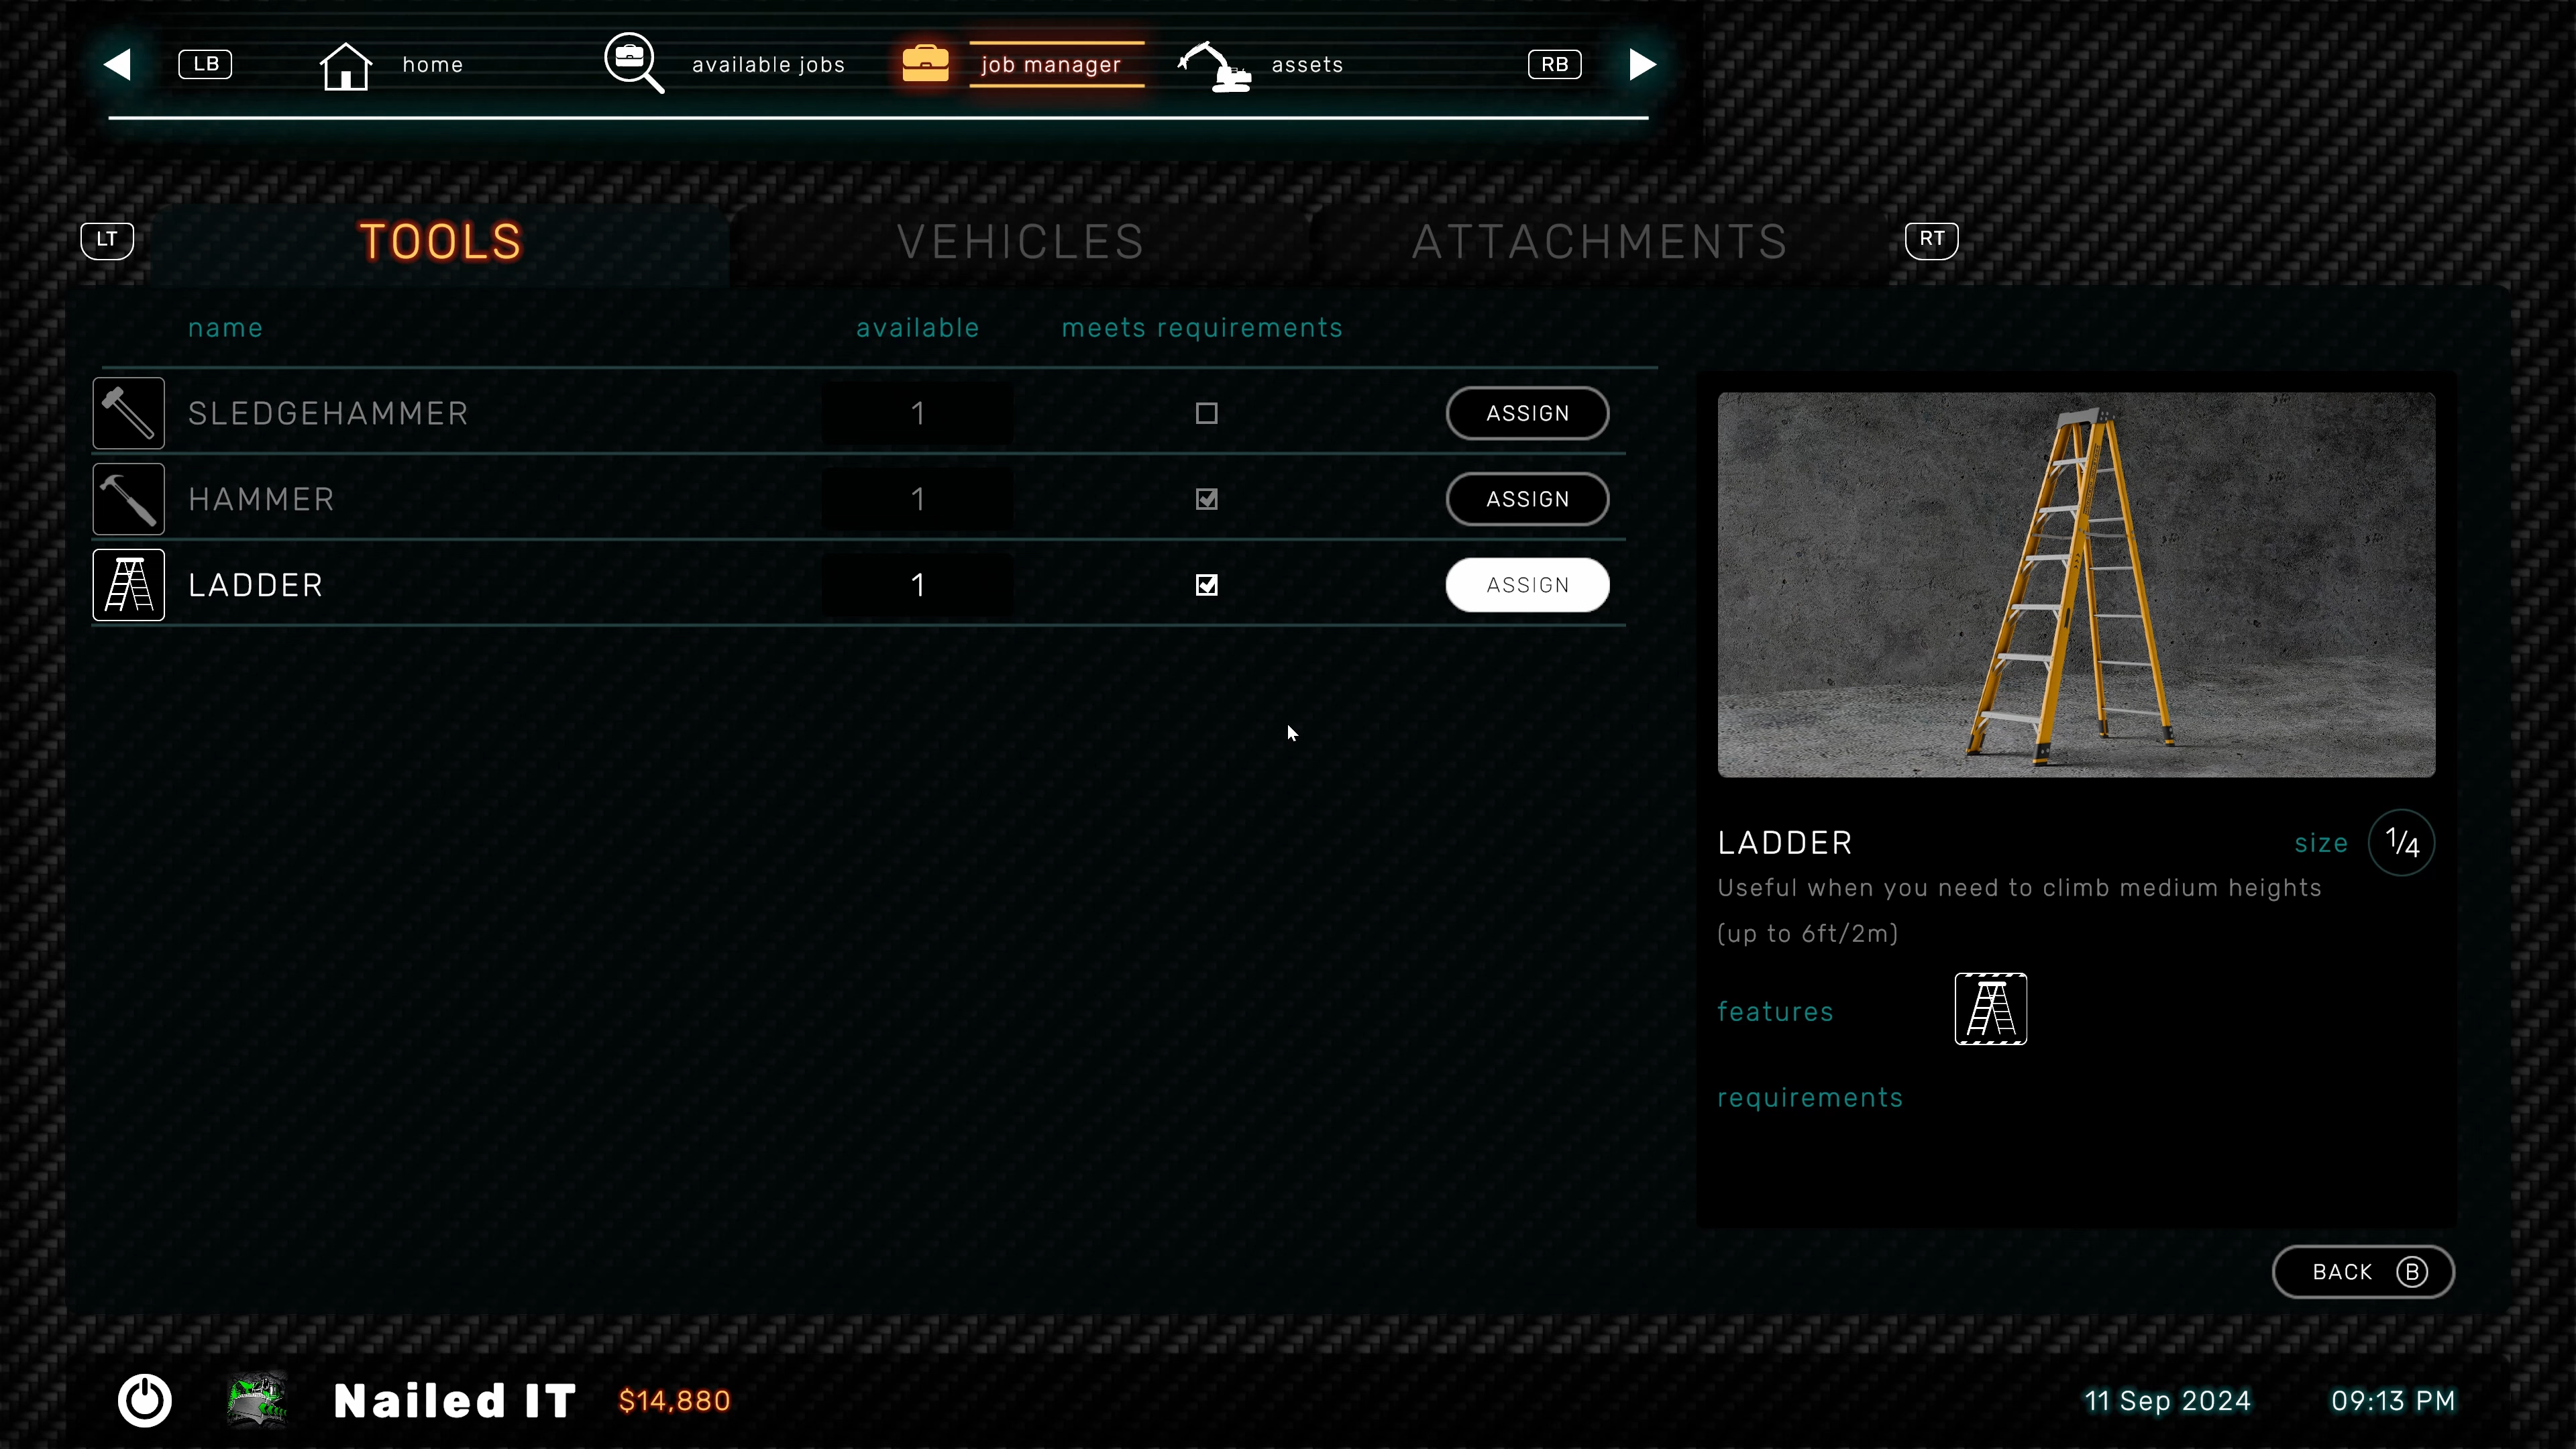 LB home available jobs job manager assets RB
LT TOOLS VEHICLES ATTACHMENTS RT
name available meets requirements
SLEDGEHAMMER 1 ASSIGN
HAMMER 1 ASSIGN
LADDER 1 ASSIGN
LADDER size 1/4
Useful when you need to climb medium heights
(up to 6ft/2m)
features
requirements
BACK B
Nailed IT $14,880 11 Sep 2024 09:13 PM